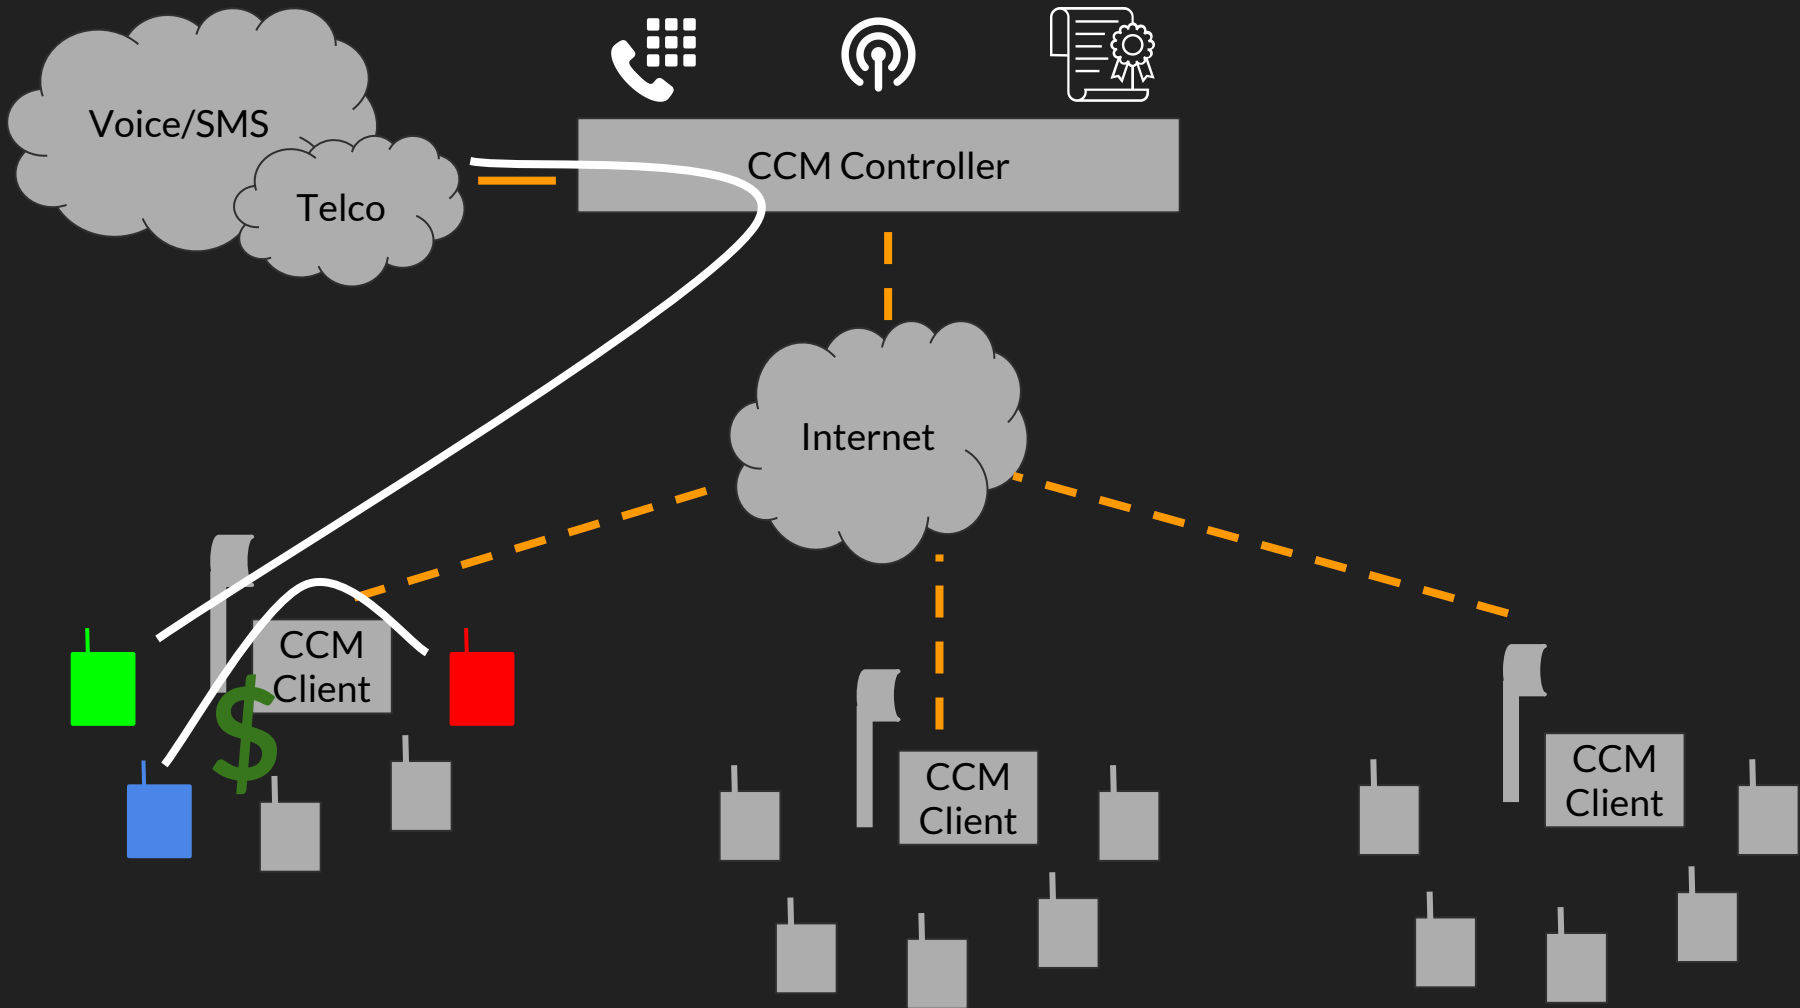 Voice/SMS
Telco
CCM Controller
Internet
CCM
Client
$
CCM
Client
CCM
Client